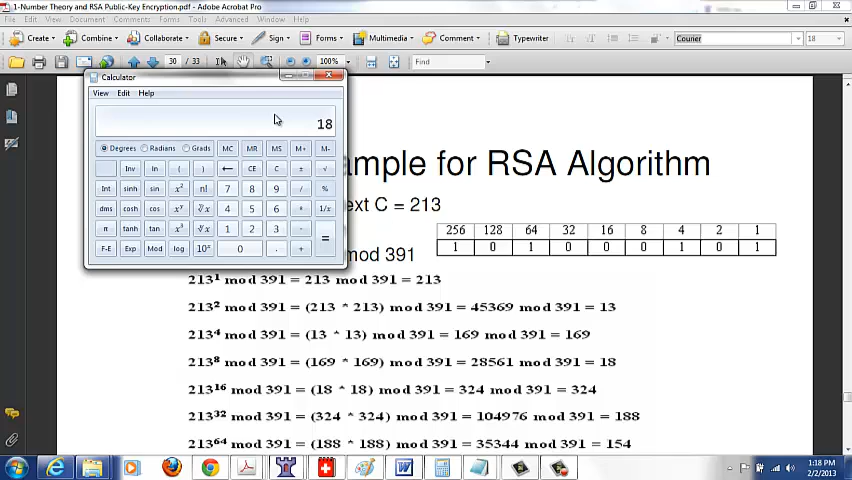 1-Number Theory and RSA Public-Key Encryption.pdf - Adobe Acrobat Pro
File Edit View Document Comments Forms Tools Advanced Window Help
Create Combine Collaborate Secure Sign Forms Multimedia Comment Typewriter Courier 18
30 / 33 100% Find
Calculator
View Edit Help
18
Degrees Radians Grads MC MR MS M+ M-
Inv ln ( ) ← CE C ± √
Int sinh sin x² n! 7 8 9 / %
dms cosh cos xʸ ʸ√x 4 5 6 * 1/x
π tanh tan x³ ³√x 1 2 3 - =
F-E Exp Mod log 10ˣ 0 . +
ample for RSA Algorithm
ext C = 213
256 128 64 32 16 8 4 2 1
1 0 1 0 0 0 1 0 1
mod 391
213¹ mod 391 = 213 mod 391 = 213
213² mod 391 = (213 * 213) mod 391 = 45369 mod 391 = 13
213⁴ mod 391 = (13 * 13) mod 391 = 169 mod 391 = 169
213⁸ mod 391 = (169 * 169) mod 391 = 28561 mod 391 = 18
213¹⁶ mod 391 = (18 * 18) mod 391 = 324 mod 391 = 324
213³² mod 391 = (324 * 324) mod 391 = 104976 mod 391 = 188
213⁶⁴ mod 391 = (188 * 188) mod 391 = 35344 mod 391 = 154
1:18 PM
2/2/2013